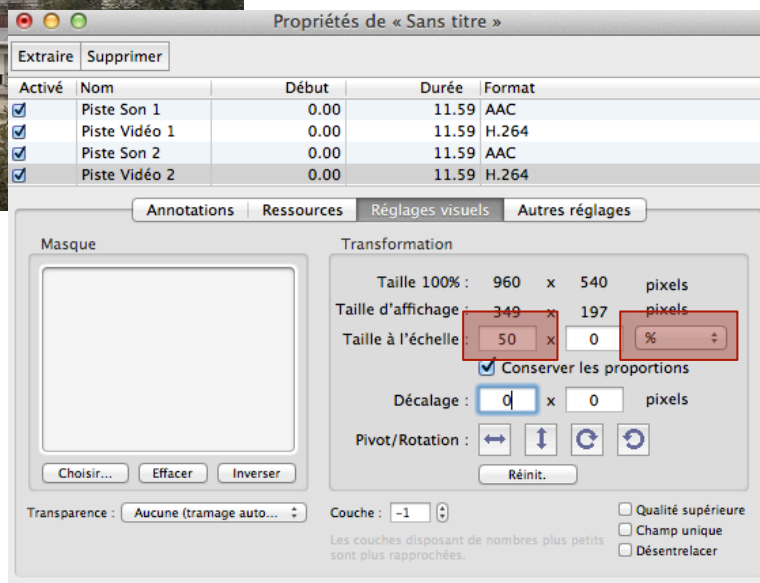 Propriétés de « Sans titre »
Extraire Supprimer
Activé Nom Début Durée Format
Piste Son 1 0.00 11.59 AAC
Piste Vidéo 1 0.00 11.59 H.264
Piste Son 2 0.00 11.59 AAC
Piste Vidéo 2 0.00 11.59 H.264
Annotations Ressources Réglages visuels Autres réglages
Masque
Transformation
Taille 100% : 960 x 540 pixels
Taille d'affichage : 349 x 197 pixels
Taille à l'échelle : 50 x 0 %
Conserver les proportions
Décalage : 0 x 0 pixels
Pivot/Rotation :
Choisir... Effacer Inverser
Réinit.
Transparence : Aucune (tramage auto...
Couche : -1
Les couches disposant de nombres plus petits
sont plus rapprochées.
Qualité supérieure
Champ unique
Désentrelacer